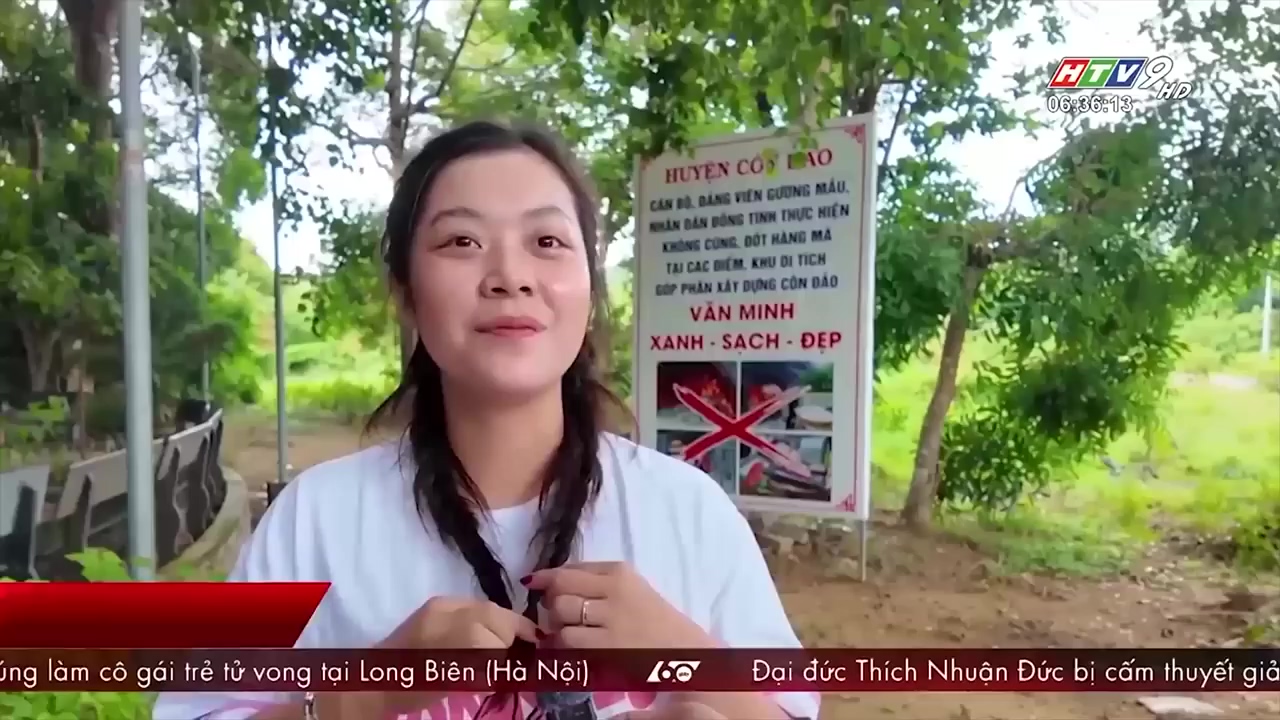 HTV9 HD
06:36:13
HUYỆN CÔN ĐẢO
CÁN BỘ, ĐẢNG VIÊN GƯƠNG MẪU,
NHÂN DÂN ĐỒNG TÌNH THỰC HIỆN
KHÔNG CÚNG, ĐỐT HÀNG MÃ
TẠI CÁC ĐIỂM, KHU DI TÍCH
GÓP PHẦN XÂY DỰNG CÔN ĐẢO
VĂN MINH
XANH - SẠCH - ĐẸP
úng làm cô gái trẻ tử vong tại Long Biên (Hà Nội) 60 giây Đại đức Thích Nhuận Đức bị cấm thuyết giả